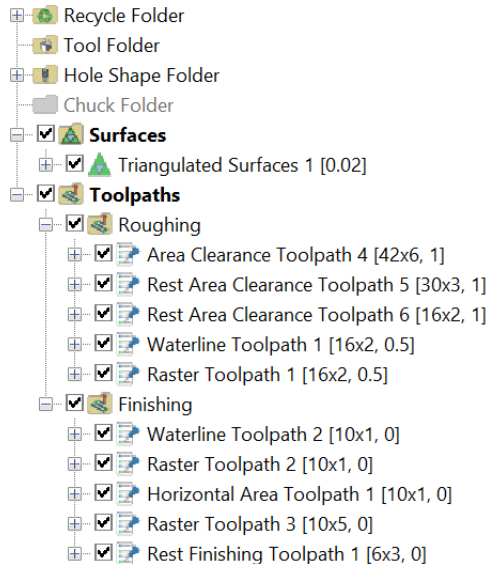 Recycle Folder
Tool Folder
Hole Shape Folder
Chuck Folder
Surfaces
Triangulated Surfaces 1 [0.02]
Toolpaths
Roughing
Area Clearance Toolpath 4 [42x6, 1]
Rest Area Clearance Toolpath 5 [30x3, 1]
Rest Area Clearance Toolpath 6 [16x2, 1]
Waterline Toolpath 1 [16x2, 0.5]
Raster Toolpath 1 [16x2, 0.5]
Finishing
Waterline Toolpath 2 [10x1, 0]
Raster Toolpath 2 [10x1, 0]
Horizontal Area Toolpath 1 [10x1, 0]
Raster Toolpath 3 [10x5, 0]
Rest Finishing Toolpath 1 [6x3, 0]